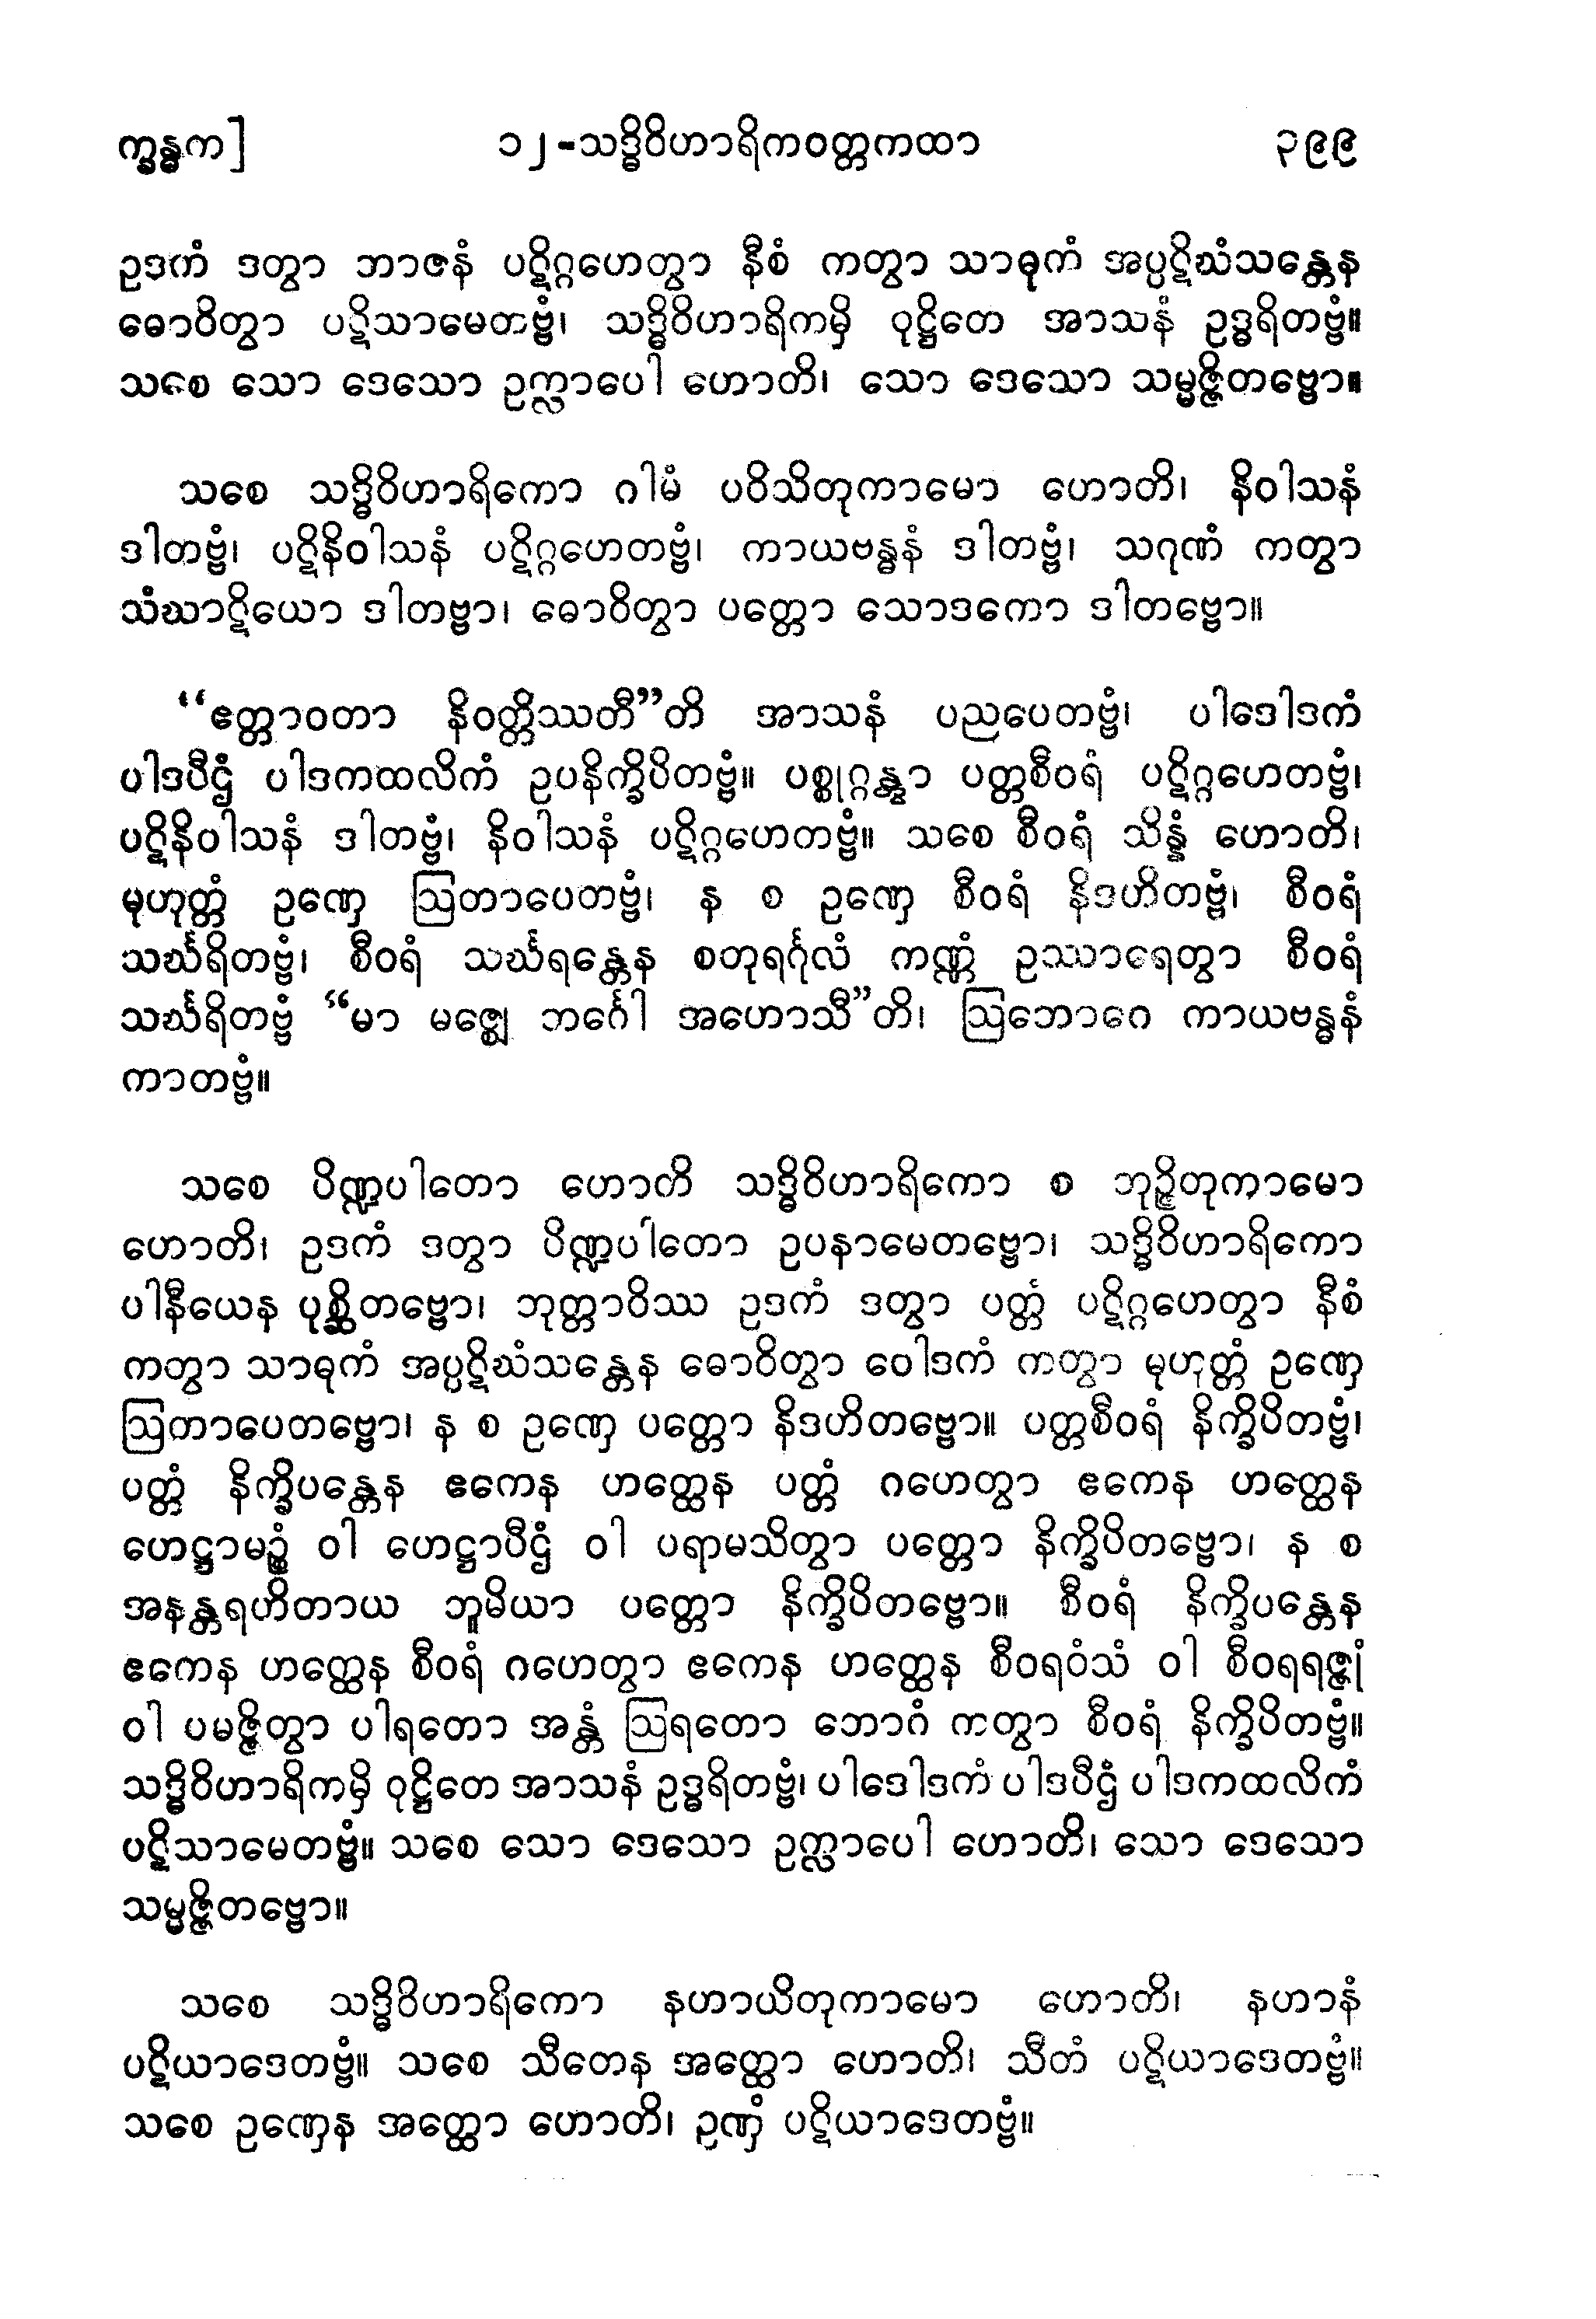 က္ခန္ဓက]
၁၂-သဒ္ဓိဝိဟာရိကဝတ္တကထာ
၃၉၉
ဥဒကံ ဒတွာ ဘာဇနံ ပဋိဂ္ဂဟေတွာ နီစံ ကတွာ သာဓုကံ အပ္ပဋိဃံသန္တေန
ဓောဝိတွာ ပဋိသာမေတဗ္ဗံ၊ သဒ္ဓိဝိဟာရိကမှိ ဝုဋ္ဌိတေ အာသနံ ဥဒ္ဓရိတဗ္ဗံ။
သစေ သော ဒေသော ဥက္လာပေါ ဟောတိ၊ သော ဒေသော သမ္မဇ္ဇိတဗ္ဗော။
သစေ သဒ္ဓိဝိဟာရိကော ဂါမံ ပဝိသိတုကာမော ဟောတိ၊ နိဝါသနံ
ဒါတဗ္ဗံ၊ ပဋိနိဝါသနံ ပဋိဂ္ဂဟေတဗ္ဗံ၊ ကာယဗန္ဓနံ ဒါတဗ္ဗံ၊ သဂုဏံ ကတွာ
သံဃာဋိယော ဒါတဗ္ဗာ၊ ဓောဝိတွာ ပတ္တော သောဒကော ဒါတဗ္ဗော။
“ဧတ္တာဝတာ နိဝတ္တိဿတီ”တိ အာသနံ ပညပေတဗ္ဗံ၊ ပါဒေါဒကံ
ပါဒပီဌံ ပါဒကထလိကံ ဥပနိက္ခိပိတဗ္ဗံ။ ပစ္စုဂ္ဂန္တွာ ပတ္တစီဝရံ ပဋိဂ္ဂဟေတဗ္ဗံ၊
ပဋိနိဝါသနံ ဒါတဗ္ဗံ၊ နိဝါသနံ ပဋိဂ္ဂဟေတဗ္ဗံ။ သစေ စီဝရံ သိန္နံ ဟောတိ၊
မုဟုတ္တံ ဥဏှေ ဩတာပေတဗ္ဗံ၊ န စ ဥဏှေ စီဝရံ နိဒဟိတဗ္ဗံ၊ စီဝရံ
သင်္ဃရိတဗ္ဗံ၊ စီဝရံ သင်္ဃရန္တေန စတုရင်္ဂုလံ ကဏ္ဏံ ဥဿာရေတွာ စီဝရံ
သင်္ဃရိတဗ္ဗံ “မာ မဇ္ဈေ ဘင်္ဂေါ အဟောသီ”တိ၊ ဩဘောဂေ ကာယဗန္ဓနံ
ကာတဗ္ဗံ။
သစေ ပိဏ္ဍပါတော ဟောတိ သဒ္ဓိဝိဟာရိကော စ ဘုဉ္ဇိတုကာမော
ဟောတိ၊ ဥဒကံ ဒတွာ ပိဏ္ဍပါတော ဥပနာမေတဗ္ဗော၊ သဒ္ဓိဝိဟာရိကော
ပါနီယေန ပုစ္ဆိတဗ္ဗော၊ ဘုတ္တာဝိဿ ဥဒကံ ဒတွာ ပတ္တံ ပဋိဂ္ဂဟေတွာ နီစံ
ကတွာ သာဓုကံ အပ္ပဋိဃံသန္တေန ဓောဝိတွာ ဝေါဒကံ ကတွာ မုဟုတ္တံ ဥဏှေ
ဩတာပေတဗ္ဗော၊ န စ ဥဏှေ ပတ္တော နိဒဟိတဗ္ဗော။ ပတ္တစီဝရံ နိက္ခိပိတဗ္ဗံ၊
ပတ္တံ နိက္ခိပန္တေန ဧကေန ဟတ္ထေန ပတ္တံ ဂဟေတွာ ဧကေန ဟတ္ထေန
ဟေဋ္ဌာမဉ္စံ ဝါ ဟေဋ္ဌာပီဌံ ဝါ ပရာမသိတွာ ပတ္တော နိက္ခိပိတဗ္ဗော၊ န စ
အနန္တရဟိတာယ ဘူမိယာ ပတ္တော နိက္ခိပိတဗ္ဗော။ စီဝရံ နိက္ခိပန္တေန
ဧကေန ဟတ္ထေန စီဝရံ ဂဟေတွာ ဧကေန ဟတ္ထေန စီဝရဝံသံ ဝါ စီဝရရဇ္ဇုံ
ဝါ ပမဇ္ဇိတွာ ပါရတော အန္တံ ဩရတော ဘောဂံ ကတွာ စီဝရံ နိက္ခိပိတဗ္ဗံ။
သဒ္ဓိဝိဟာရိကမှိ ဝုဋ္ဌိတေ အာသနံ ဥဒ္ဓရိတဗ္ဗံ၊ ပါဒေါဒကံ ပါဒပီဌံ ပါဒကထလိကံ
ပဋိသာမေတဗ္ဗံ။ သစေ သော ဒေသော ဥက္လာပေါ ဟောတိ၊ သော ဒေသော
သမ္မဇ္ဇိတဗ္ဗော။
သစေ သဒ္ဓိဝိဟာရိကော နဟာယိတုကာမော ဟောတိ၊ နဟာနံ
ပဋိယာဒေတဗ္ဗံ။ သစေ သီတေန အတ္ထော ဟောတိ၊ သီတံ ပဋိယာဒေတဗ္ဗံ။
သစေ ဥဏှေန အတ္ထော ဟောတိ၊ ဥဏှံ ပဋိယာဒေတဗ္ဗံ။